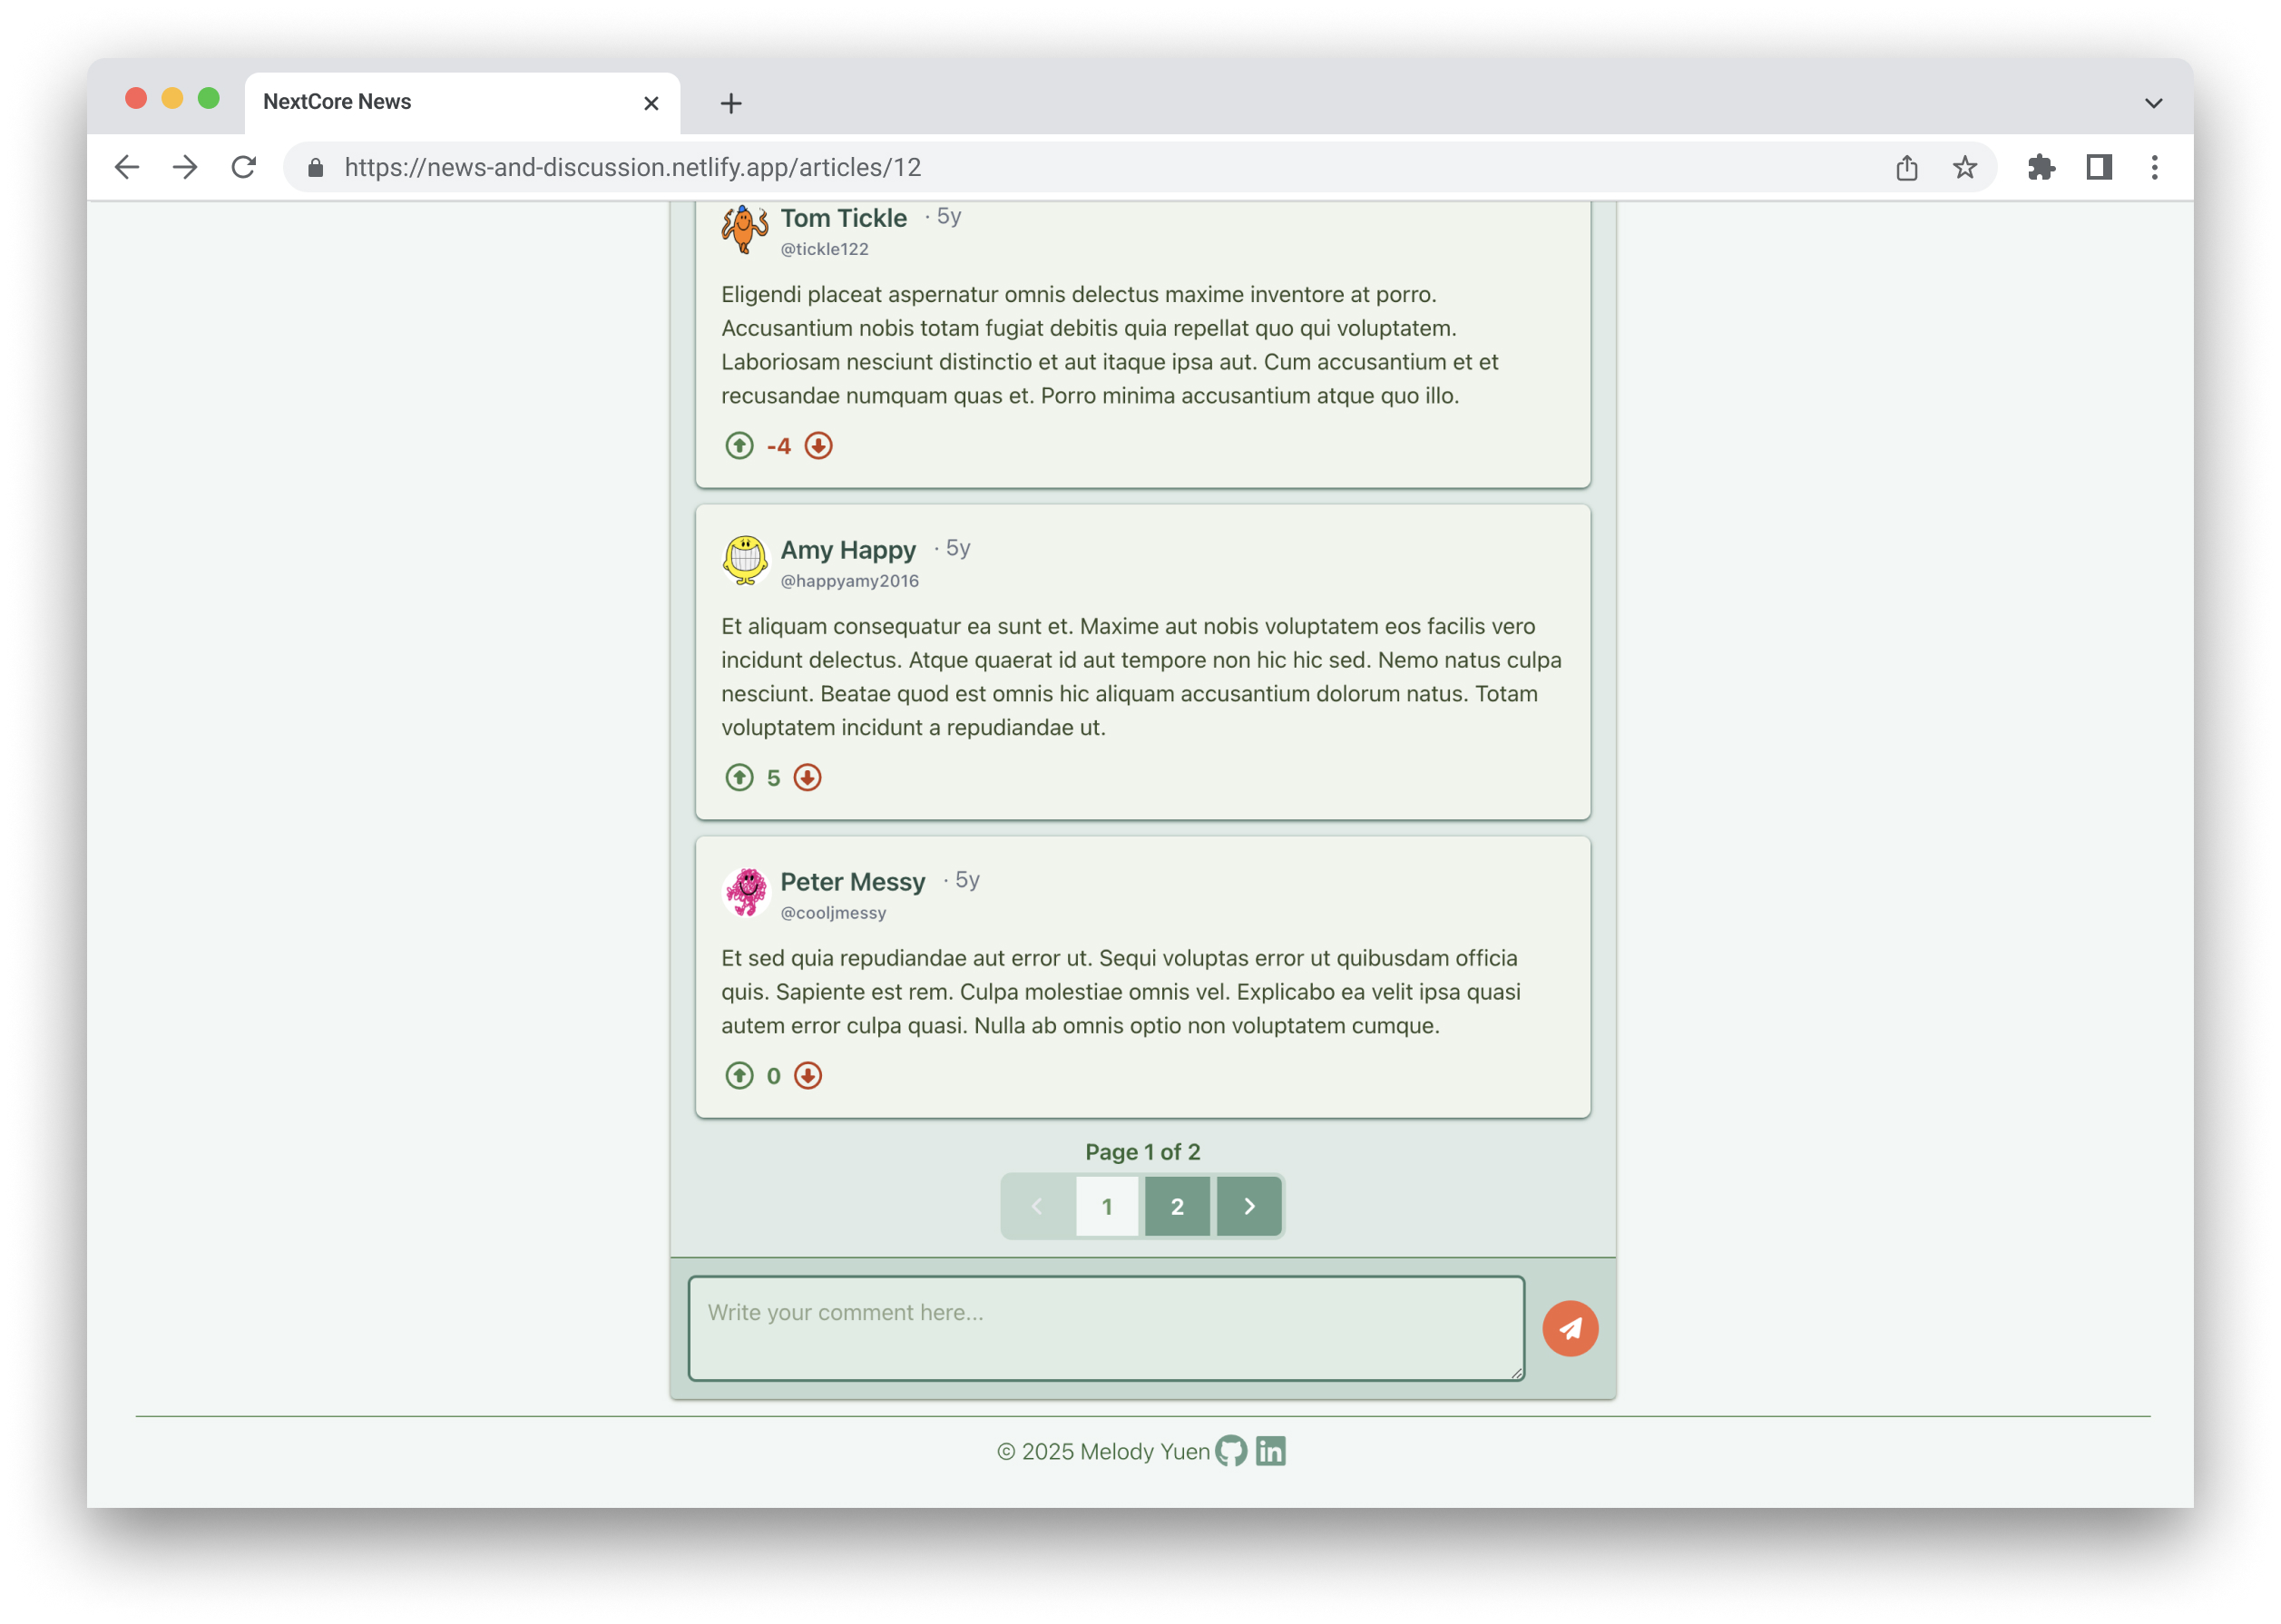 NextCore News
https://news-and-discussion.netlify.app/articles/12
Tom Tickle · 5y
@tickle122
Eligendi placeat aspernatur omnis delectus maxime inventore at porro.
Accusantium nobis totam fugiat debitis quia repellat quo qui voluptatem.
Laboriosam nesciunt distinctio et aut itaque ipsa aut. Cum accusantium et et
recusandae numquam quas et. Porro minima accusantium atque quo illo.
-4
Amy Happy · 5y
@happyamy2016
Et aliquam consequatur ea sunt et. Maxime aut nobis voluptatem eos facilis vero
incidunt delectus. Atque quaerat id aut tempore non hic hic sed. Nemo natus culpa
nesciunt. Beatae quod est omnis hic aliquam accusantium dolorum natus. Totam
voluptatem incidunt a repudiandae ut.
5
Peter Messy · 5y
@cooljmessy
Et sed quia repudiandae aut error ut. Sequi voluptas error ut quibusdam officia
quis. Sapiente est rem. Culpa molestiae omnis vel. Explicabo ea velit ipsa quasi
autem error culpa quasi. Nulla ab omnis optio non voluptatem cumque.
0
Page 1 of 2
1 2
Write your comment here...
© 2025 Melody Yuen